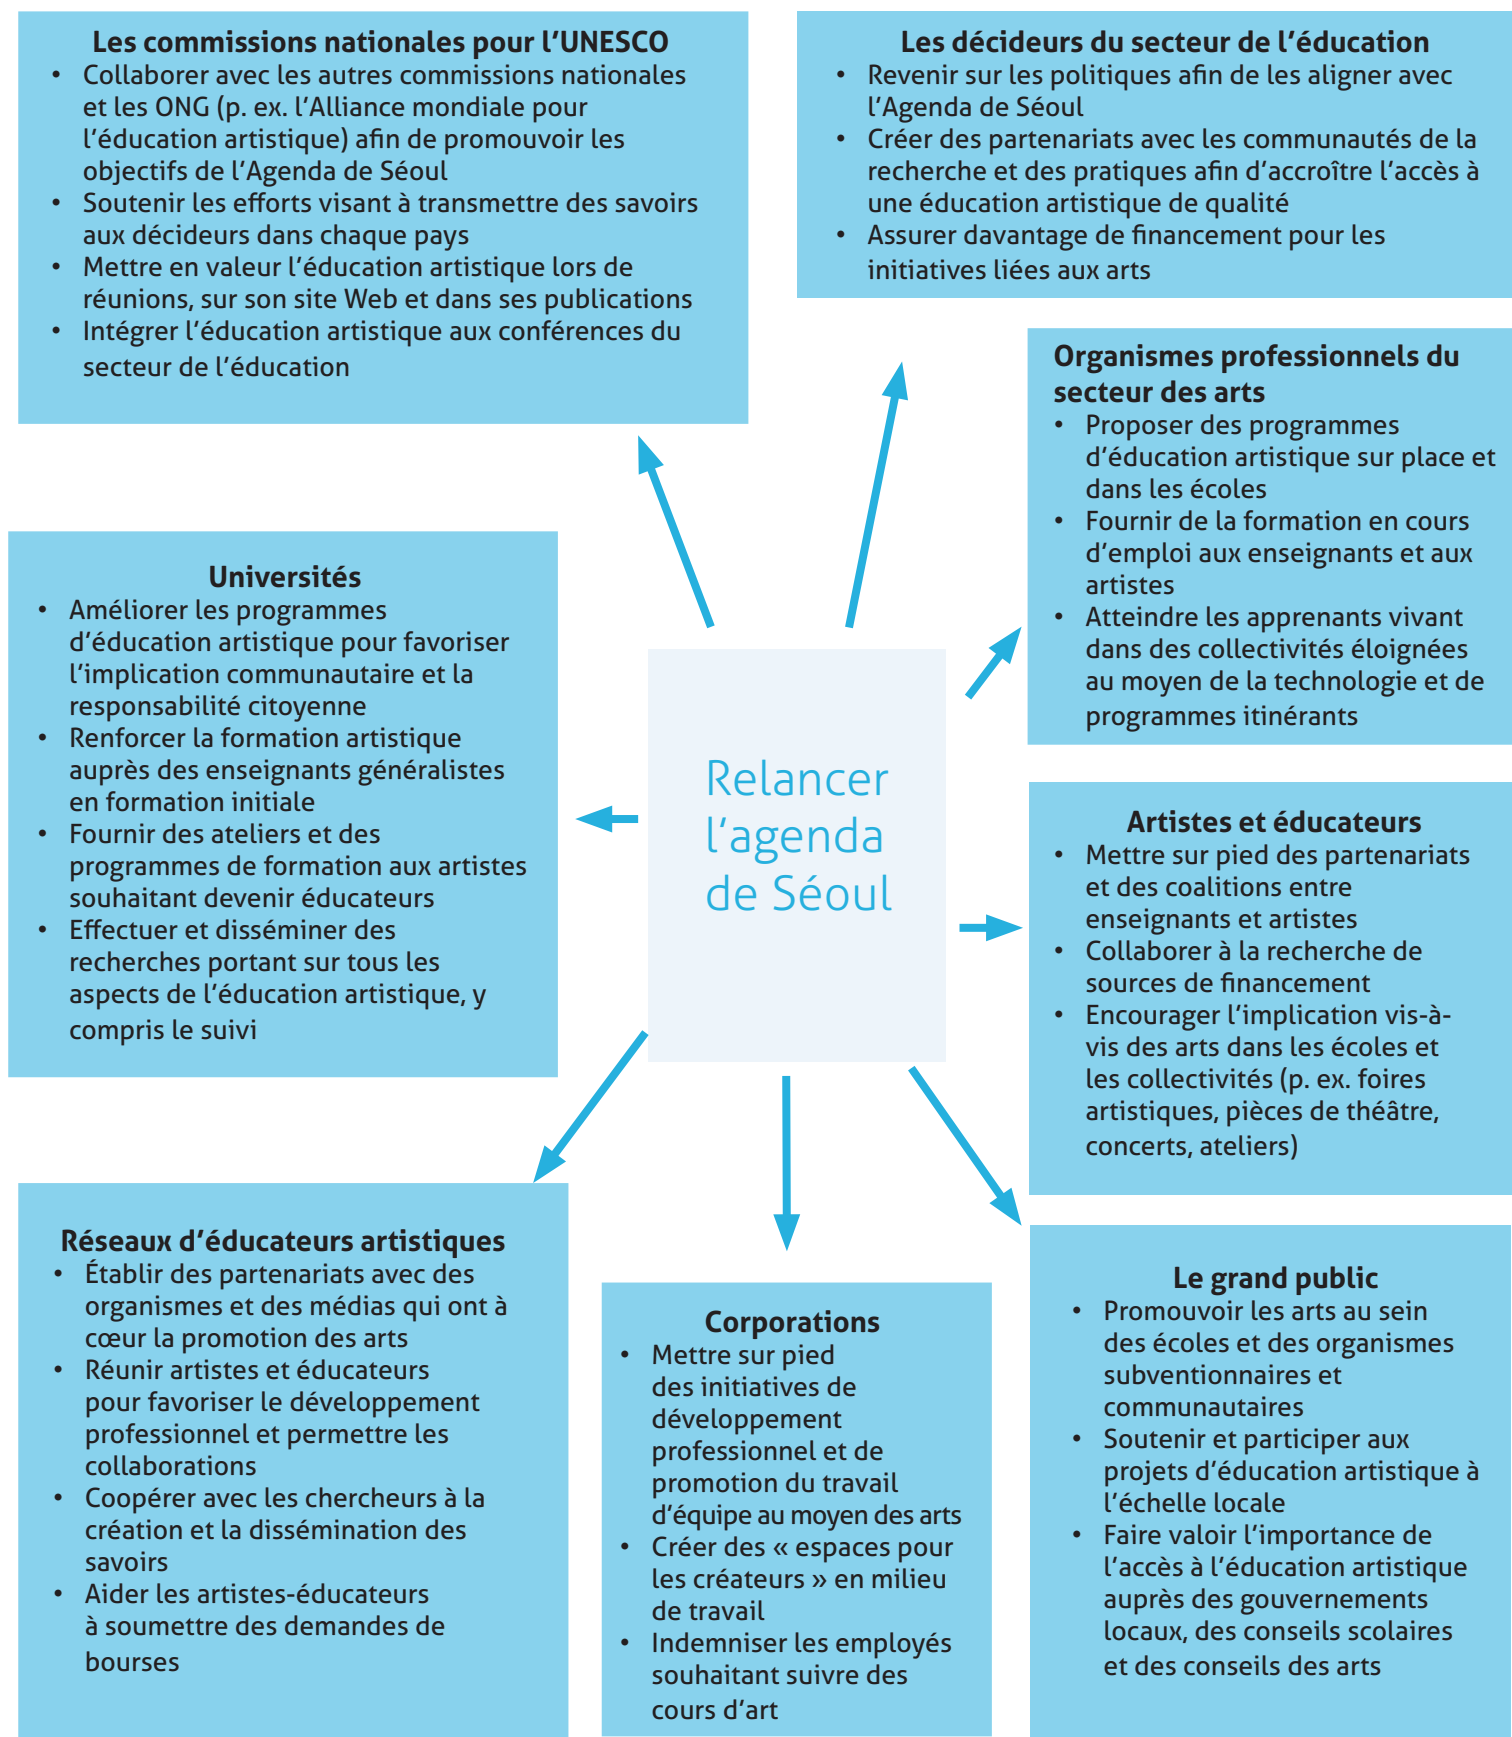 Les commissions nationales pour l’UNESCO
• Collaborer avec les autres commissions nationales
et les ONG (p. ex. l’Alliance mondiale pour
l’éducation artistique) afin de promouvoir les
objectifs de l’Agenda de Séoul
• Soutenir les efforts visant à transmettre des savoirs
aux décideurs dans chaque pays
• Mettre en valeur l’éducation artistique lors de
réunions, sur son site Web et dans ses publications
• Intégrer l’éducation artistique aux conférences du
secteur de l’éducation
Les décideurs du secteur de l’éducation
• Revenir sur les politiques afin de les aligner avec
l’Agenda de Séoul
• Créer des partenariats avec les communautés de la
recherche et des pratiques afin d’accroître l’accès à
une éducation artistique de qualité
• Assurer davantage de financement pour les
initiatives liées aux arts
Organismes professionnels du
secteur des arts
• Proposer des programmes
d’éducation artistique sur place et
dans les écoles
• Fournir de la formation en cours
d’emploi aux enseignants et aux
artistes
• Atteindre les apprenants vivant
dans des collectivités éloignées
au moyen de la technologie et de
programmes itinérants
Universités
• Améliorer les programmes
d’éducation artistique pour favoriser
l’implication communautaire et la
responsabilité citoyenne
• Renforcer la formation artistique
auprès des enseignants généralistes
en formation initiale
• Fournir des ateliers et des
programmes de formation aux artistes
souhaitant devenir éducateurs
• Effectuer et disséminer des
recherches portant sur tous les
aspects de l’éducation artistique, y
compris le suivi
Relancer
l’agenda
de Séoul
Artistes et éducateurs
• Mettre sur pied des partenariats
et des coalitions entre
enseignants et artistes
• Collaborer à la recherche de
sources de financement
• Encourager l’implication vis-à-
vis des arts dans les écoles et
les collectivités (p. ex. foires
artistiques, pièces de théâtre,
concerts, ateliers)
Réseaux d’éducateurs artistiques
• Établir des partenariats avec des
organismes et des médias qui ont à
cœur la promotion des arts
• Réunir artistes et éducateurs
pour favoriser le développement
professionnel et permettre les
collaborations
• Coopérer avec les chercheurs à la
création et la dissémination des
savoirs
• Aider les artistes-éducateurs
à soumettre des demandes de
bourses
Corporations
• Mettre sur pied
des initiatives de
développement
professionnel et de
promotion du travail
d’équipe au moyen des arts
• Créer des « espaces pour
les créateurs » en milieu
de travail
• Indemniser les employés
souhaitant suivre des
cours d’art
Le grand public
• Promouvoir les arts au sein
des écoles et des organismes
subventionnaires et
communautaires
• Soutenir et participer aux
projets d’éducation artistique à
l’échelle locale
• Faire valoir l’importance de
l’accès à l’éducation artistique
auprès des gouvernements
locaux, des conseils scolaires
et des conseils des arts